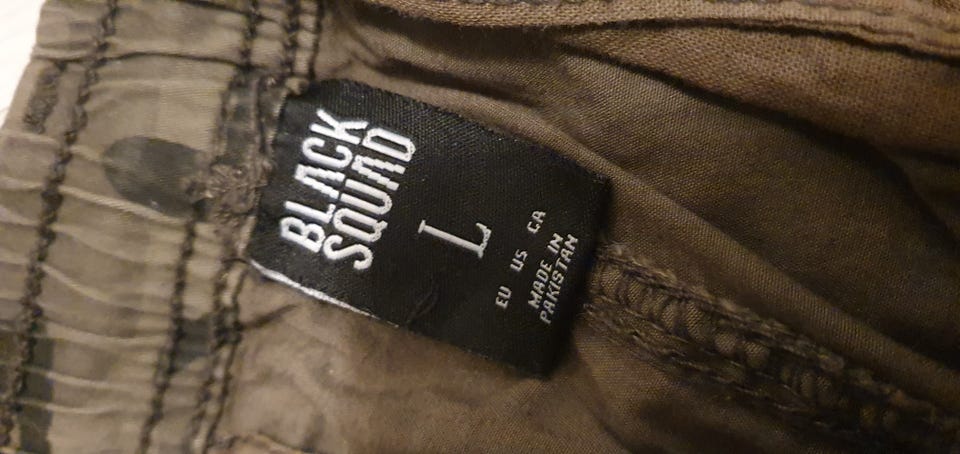 BLACK
SQUAD
L
EU US CA
MADE IN
PAKISTAN